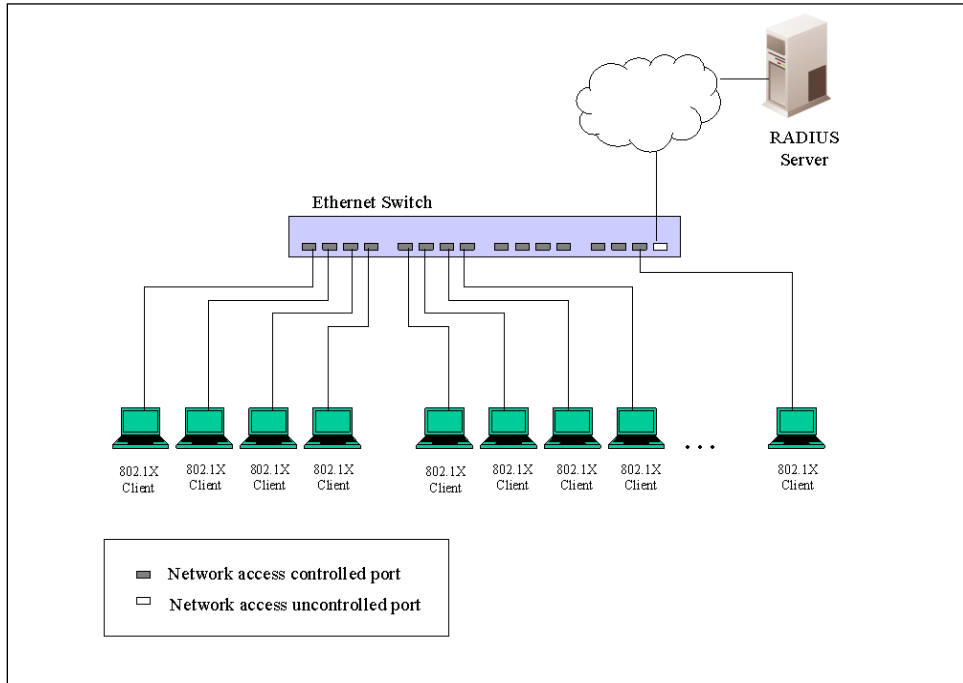 RADIUS
Server
Ethernet Switch
802.1X
Client
802.1X
Client
802.1X
Client
802.1X
Client
802.1X
Client
802.1X
Client
802.1X
Client
802.1X
Client
. . .
802.1X
Client
Network access controlled port
Network access uncontrolled port